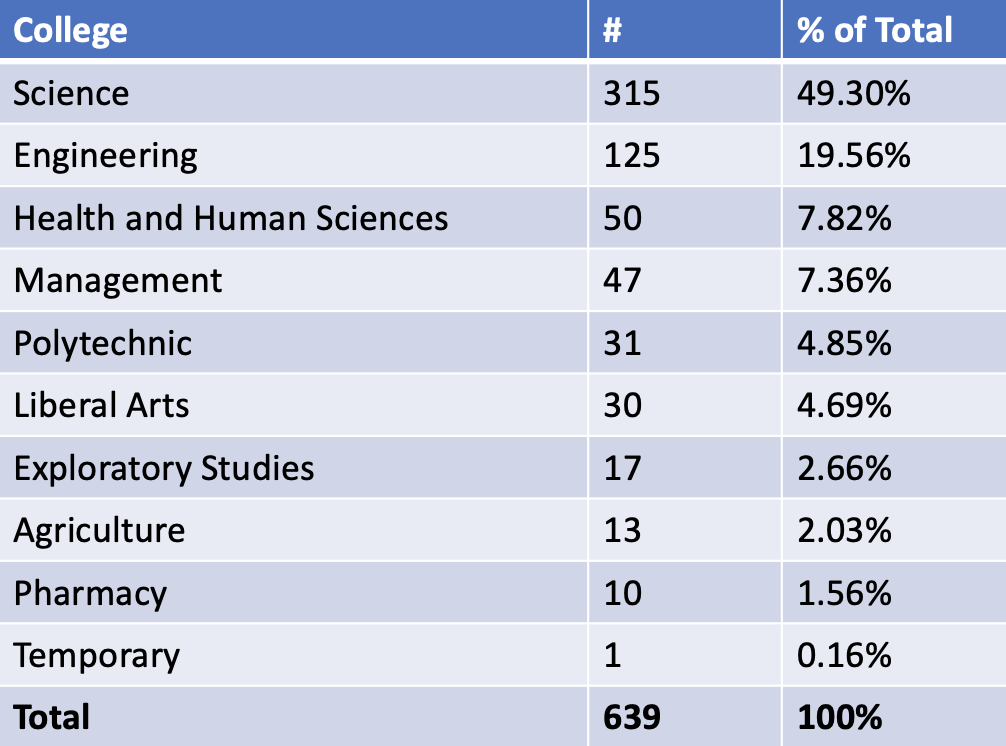 College # % of Total
Science 315 49.30%
Engineering 125 19.56%
Health and Human Sciences 50 7.82%
Management 47 7.36%
Polytechnic 31 4.85%
Liberal Arts 30 4.69%
Exploratory Studies 17 2.66%
Agriculture 13 2.03%
Pharmacy 10 1.56%
Temporary 1 0.16%
Total 639 100%